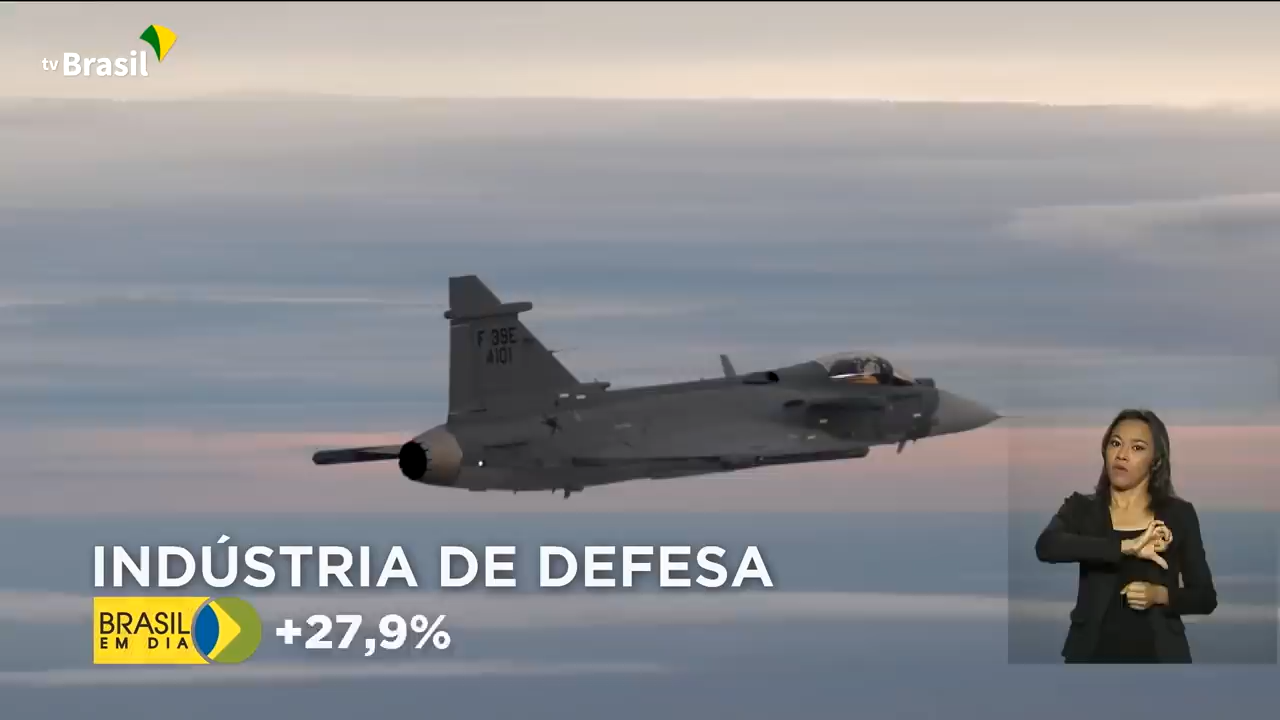 tv Brasil
F 39E
4101
INDÚSTRIA DE DEFESA
BRASIL
EM DIA
+27,9%